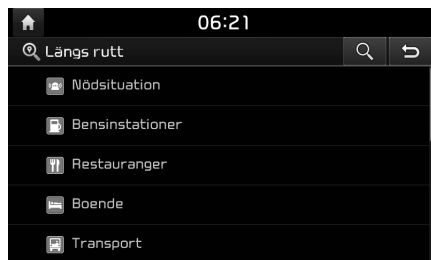 06:21
Längs rutt
Nödsituation
Bensinstationer
Restauranger
Boende
Transport